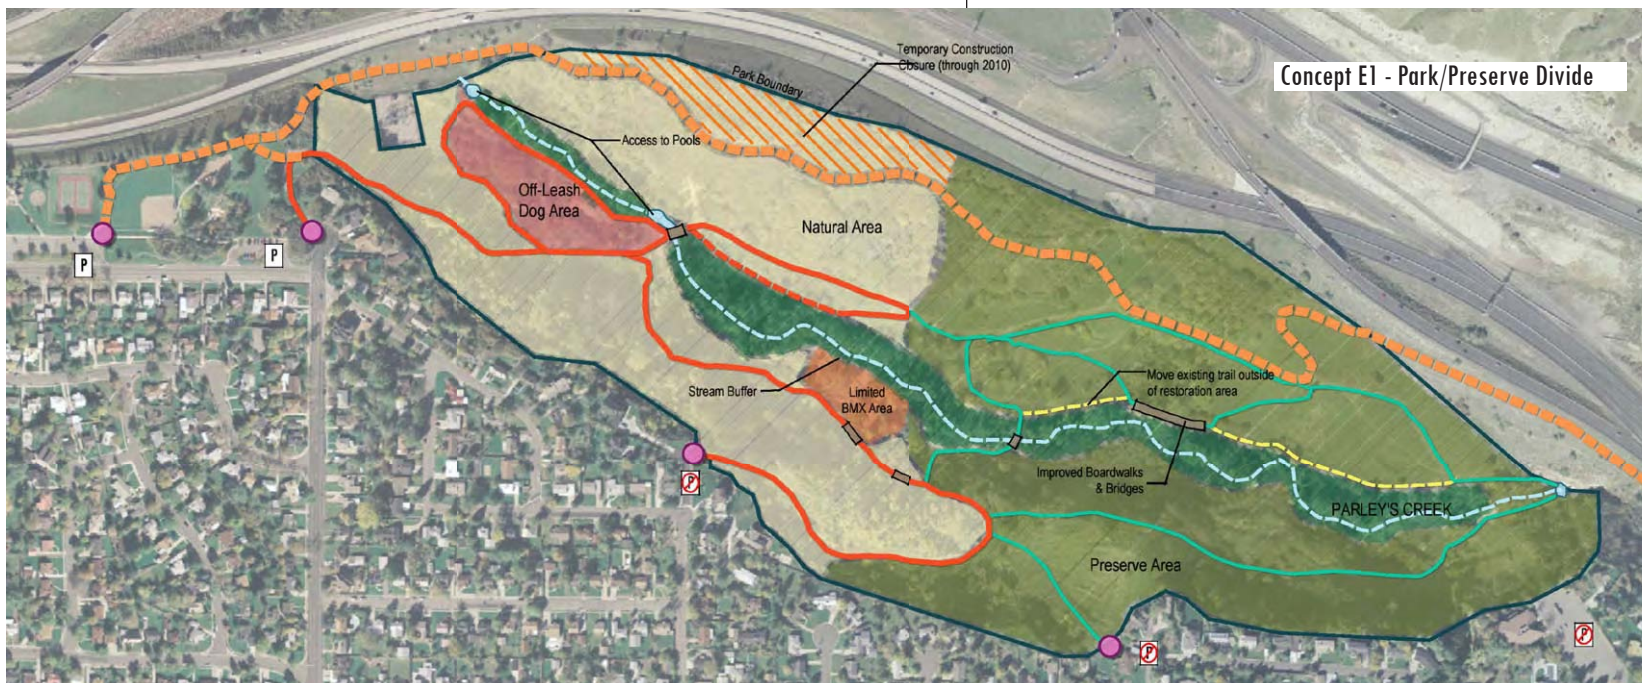 Temporary Construction
Closure (through 2010)
Concept E1 - Park/Preserve Divide
Park Boundary
Access to Pools
Off-Leash
Dog Area
Natural Area
P
P
Move existing trail outside
of restoration area
Stream Buffer
Limited
BMX Area
Improved Boardwalks
& Bridges
P
PARLEY'S CREEK
Preserve Area
P
P